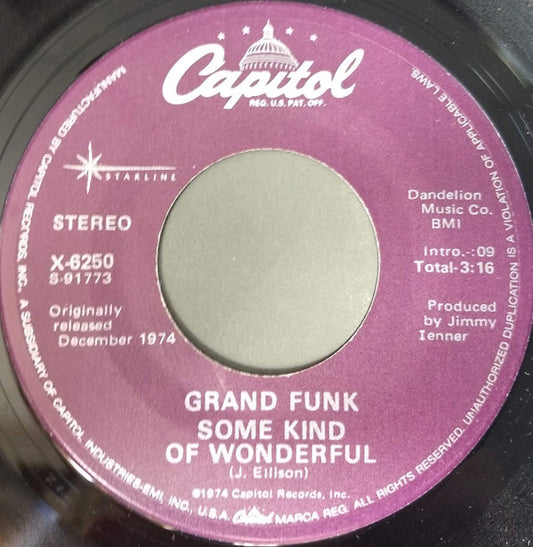 Capitol
REG. U.S. PAT. OFF.
STARLINE
STEREO
X-6250
S-91773
Originally
released
December 1974
Dandelion
Music Co.
BMI
Intro.-:09
Total-3:16
Produced
by Jimmy
Ienner
GRAND FUNK
SOME KIND
OF WONDERFUL
(J. Ellison)
©1974 Capitol Records, Inc.
MANUFACTURED BY CAPITOL RECORDS, INC., A SUBSIDIARY OF CAPITOL INDUSTRIES-EMI, INC., U.S.A. Capitol MARCA REG. ALL RIGHTS RESERVED. UNAUTHORIZED DUPLICATION IS A VIOLATION OF APPLICABLE LAWS.